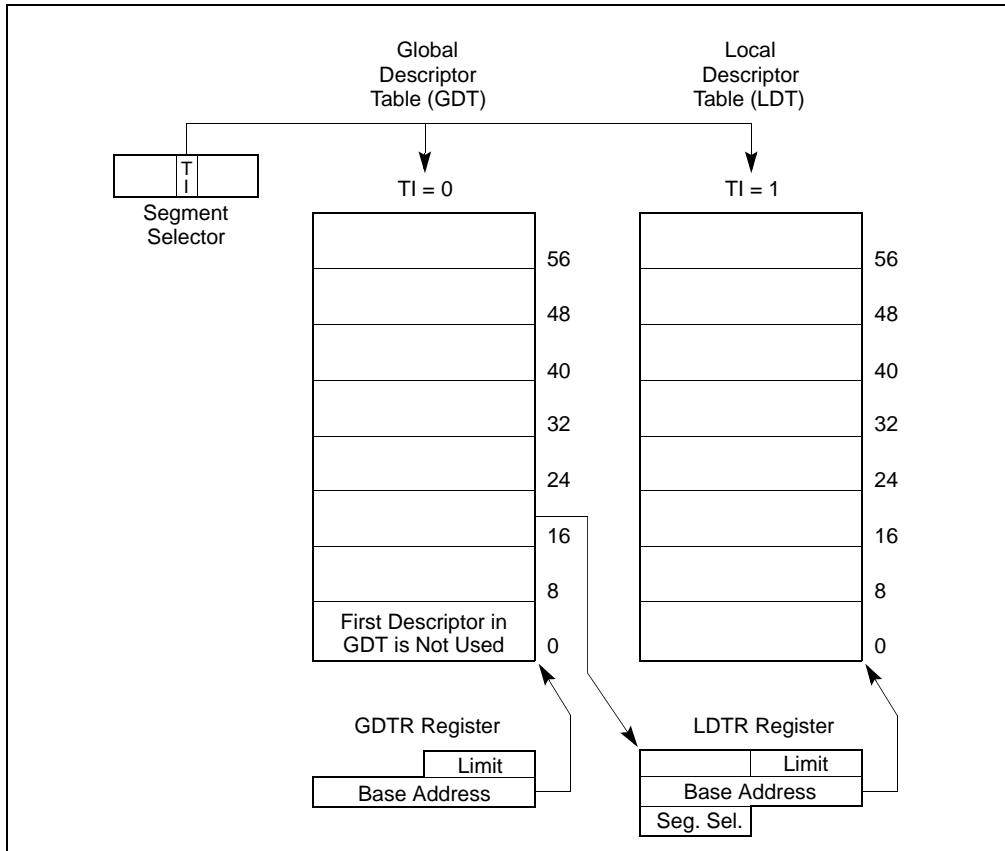 Global
Descriptor
Table (GDT)
Local
Descriptor
Table (LDT)
T
I
Segment
Selector
TI = 0
TI = 1
56
48
40
32
24
16
8
0
First Descriptor in
GDT is Not Used
56
48
40
32
24
16
8
0
GDTR Register
Limit
Base Address
LDTR Register
Limit
Base Address
Seg. Sel.